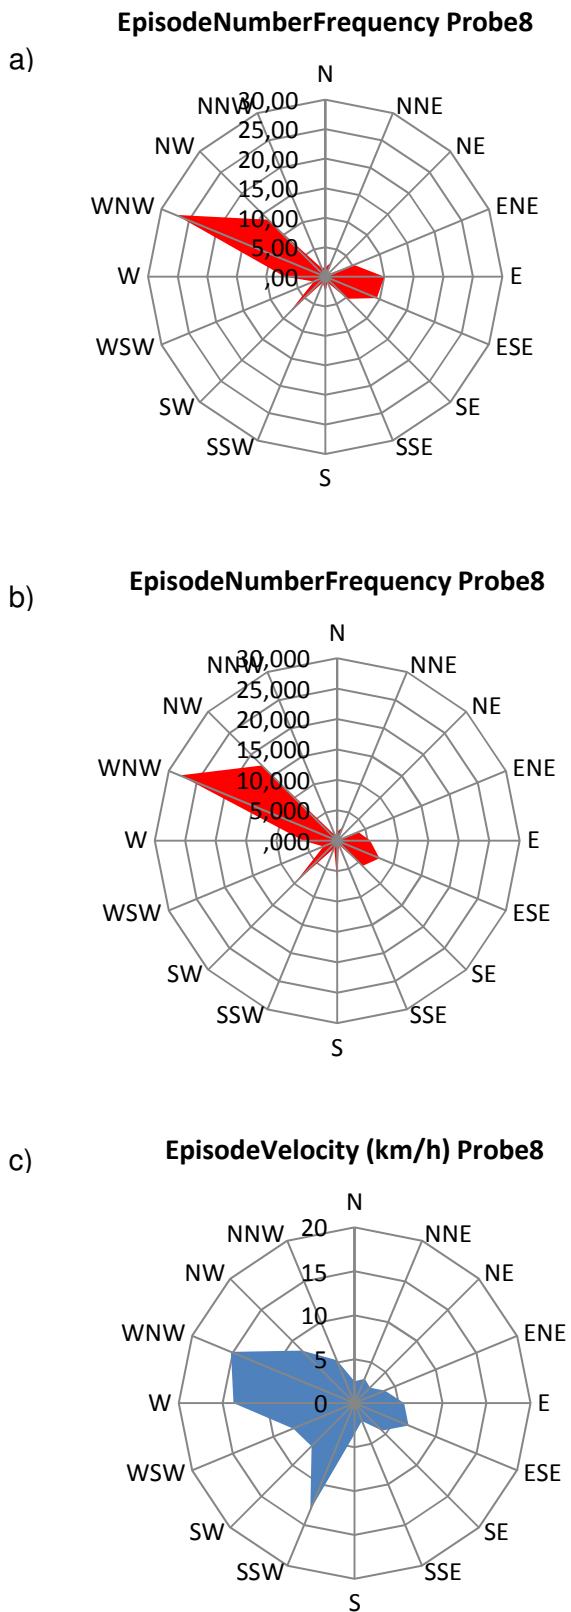 EpisodeNumberFrequency Probe8
a)
N
NNW 30,00 NNE
25,00
NW 20,00 NE
15,00
WNW 10,00 ENE
5,00
W ,00 E
WSW ESE
SW SE
SSW SSE
S
EpisodeNumberFrequency Probe8
b)
N
NNW 30,000 NNE
25,000
NW 20,000 NE
15,000
WNW 10,000 ENE
5,000
W ,000 E
WSW ESE
SW SE
SSW SSE
S
EpisodeVelocity (km/h) Probe8
c)
N
NNW 20 NNE
NW 15 NE
WNW 10 ENE
5
W 0 E
WSW ESE
SW SE
SSW SSE
S